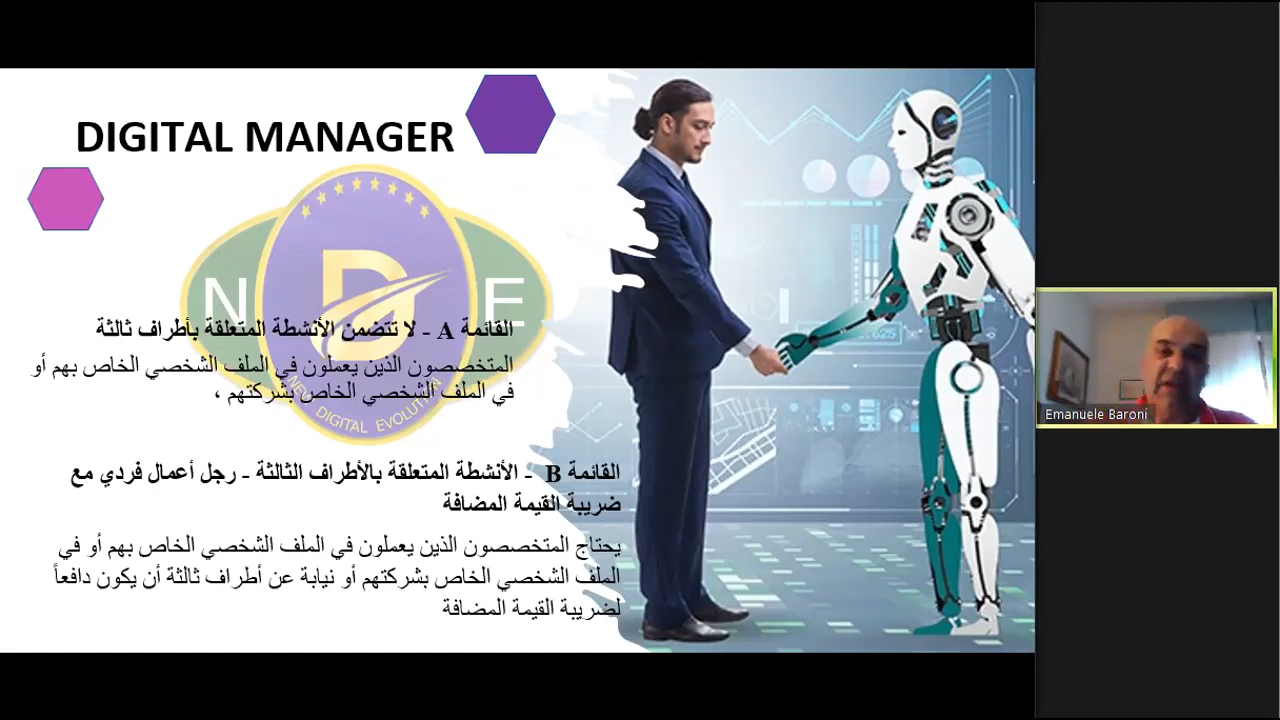 DIGITAL MANAGER
N D E
NEW DIGITAL EVOLUTION
القائمة A - لا تتضمن الأنشطة المتعلقة بأطراف ثالثة
المتخصصون الذين يعملون في الملف الشخصي الخاص بهم أو
في الملف الشخصي الخاص بشركتهم ،
القائمة B - الأنشطة المتعلقة بالأطراف الثالثة - رجل أعمال فردي مع
ضريبة القيمة المضافة
يحتاج المتخصصون الذين يعملون في الملف الشخصي الخاص بهم أو في
الملف الشخصي الخاص بشركتهم أو نيابة عن أطراف ثالثة أن يكون دافعاً
لضريبة القيمة المضافة
Emanuele Baroni